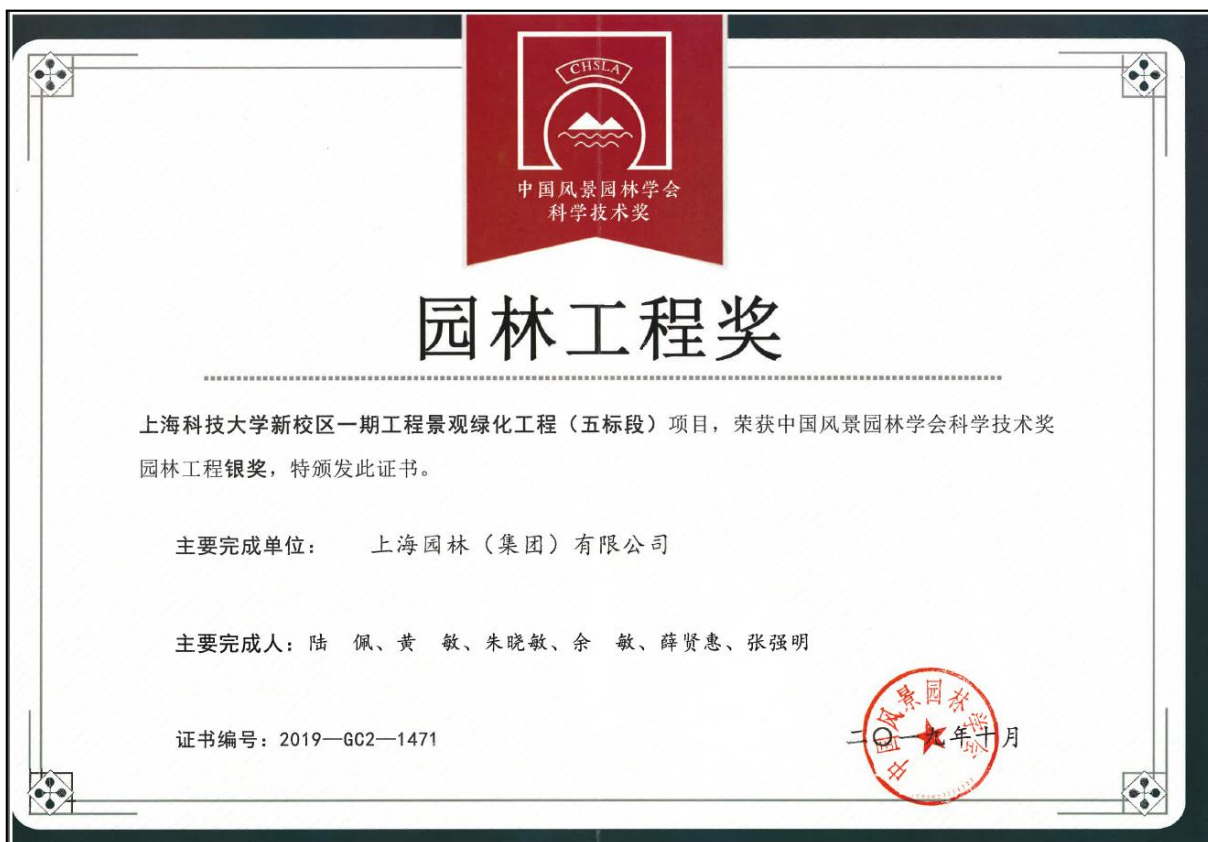 CHSLA
中国风景园林学会
科学技术奖
园林工程奖
上海科技大学新校区一期工程景观绿化工程（五标段）项目，荣获中国风景园林学会科学技术奖
园林工程银奖，特颁发此证书。
主要完成单位： 上海园林（集团）有限公司
主要完成人：陆 佩、黄 敏、朱晓敏、余 敏、薛贤惠、张强明
证书编号：2019—GC2—1471
二〇一九年十月
中国风景园林学会